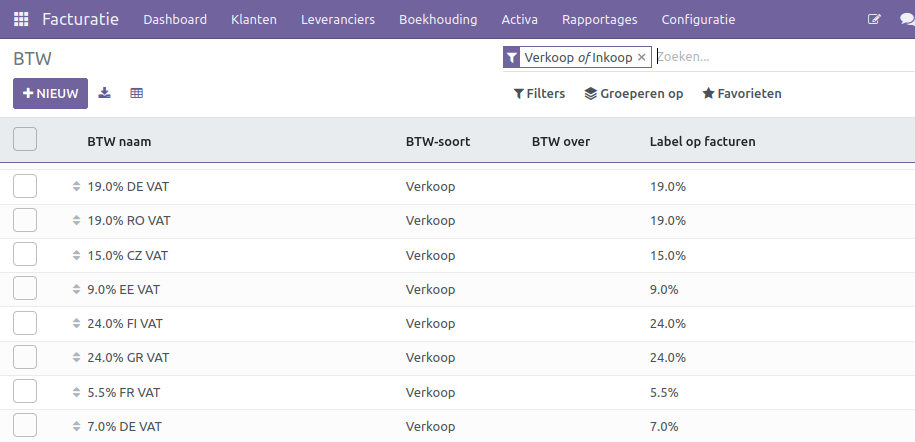 Facturatie Dashboard Klanten Leveranciers Boekhouding Activa Rapportages Configuratie
BTW Verkoop of Inkoop × Zoeken...
+ NIEUW Filters Groeperen op Favorieten
BTW naam BTW-soort BTW over Label op facturen
19.0% DE VAT Verkoop 19.0%
19.0% RO VAT Verkoop 19.0%
15.0% CZ VAT Verkoop 15.0%
9.0% EE VAT Verkoop 9.0%
24.0% FI VAT Verkoop 24.0%
24.0% GR VAT Verkoop 24.0%
5.5% FR VAT Verkoop 5.5%
7.0% DE VAT Verkoop 7.0%